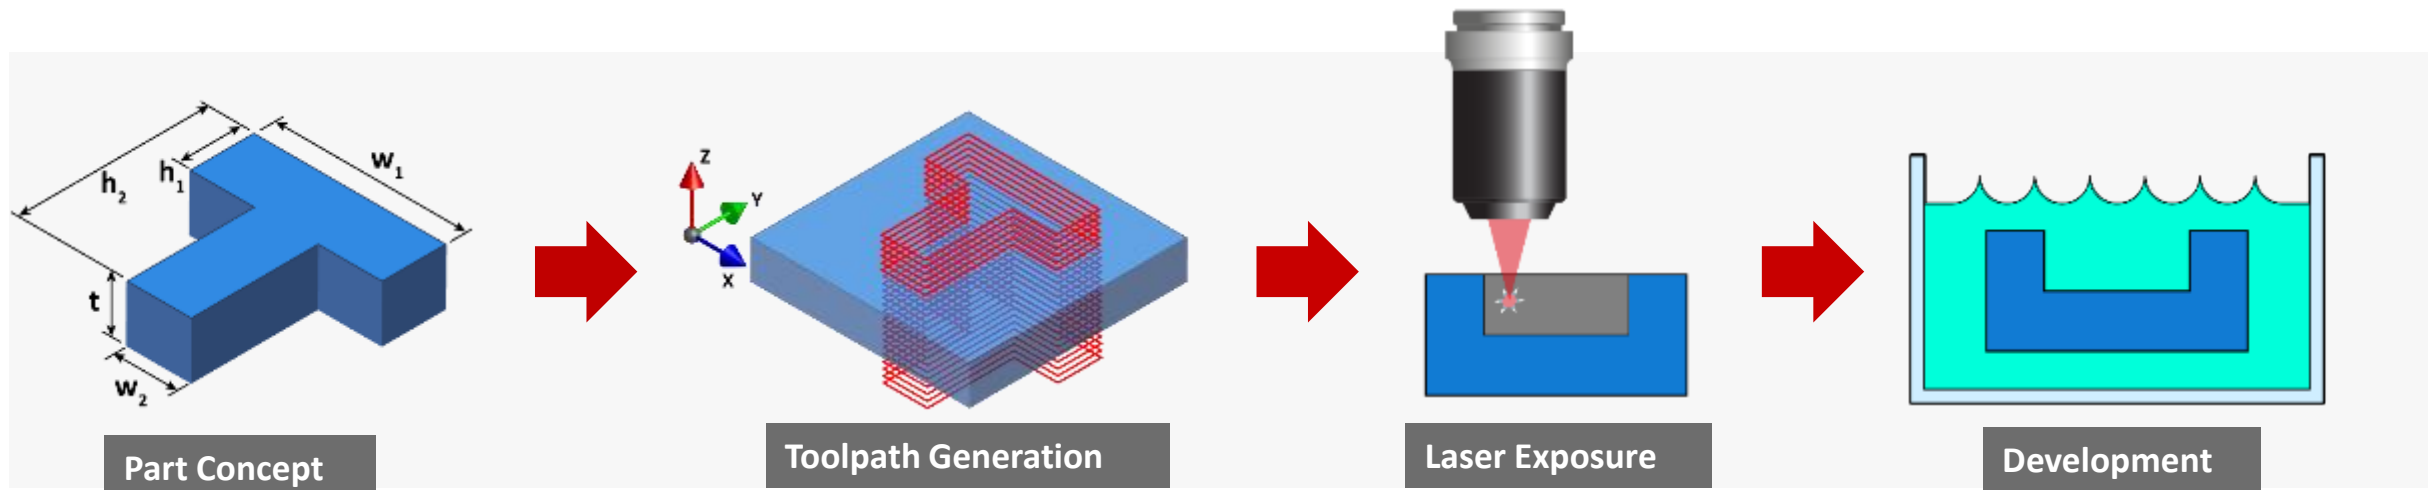 h₁
h₂
w₁
t
w₂
Part Concept
Z
Y
X
Toolpath Generation
Laser Exposure
Development